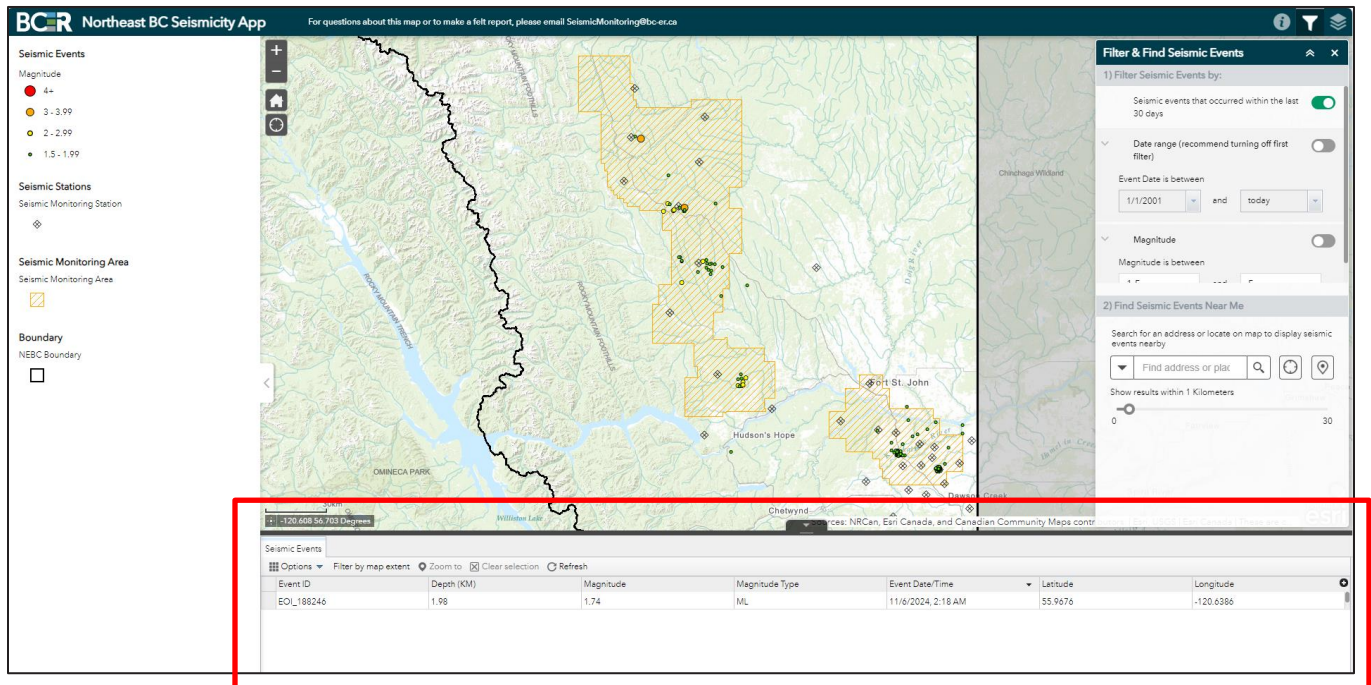 BCER Northeast BC Seismicity App
For questions about this map or to make a felt report, please email SeismicMonitoring@bc-er.ca
Seismic Events
Magnitude
4+
3 - 3.99
2 - 2.99
1.5 - 1.99
Seismic Stations
Seismic Monitoring Station
Seismic Monitoring Area
Seismic Monitoring Area
Boundary
NEBC Boundary
+
−
ROCKY MOUNTAIN FOOTHILLS
ROCKY MOUNTAIN TRENCH
ROCKY MOUNTAIN FOOTHILLS
Chinchaga Wildland
Fort St. John
Hudson's Hope
OMINECA PARK
Dawson Creek
Chetwynd
Williston Lake
-120.608 56.703 Degrees
NRCan, Esri Canada, and Canadian Community Maps contr
esri
Filter & Find Seismic Events
1) Filter Seismic Events by:
Seismic events that occurred within the last
30 days
Date range (recommend turning off first
filter)
Event Date is between
1/1/2001 and today
Magnitude
Magnitude is between
2) Find Seismic Events Near Me
Search for an address or locate on map to display seismic
events nearby
Find address or plac
Show results within 1 Kilometers
0 30
Seismic Events
Options Filter by map extent Zoom to Clear selection Refresh
Event ID Depth (KM) Magnitude Magnitude Type Event Date/Time Latitude Longitude
EOI_188246 1.98 1.74 ML 11/6/2024, 2:18 AM 55.9676 -120.6386